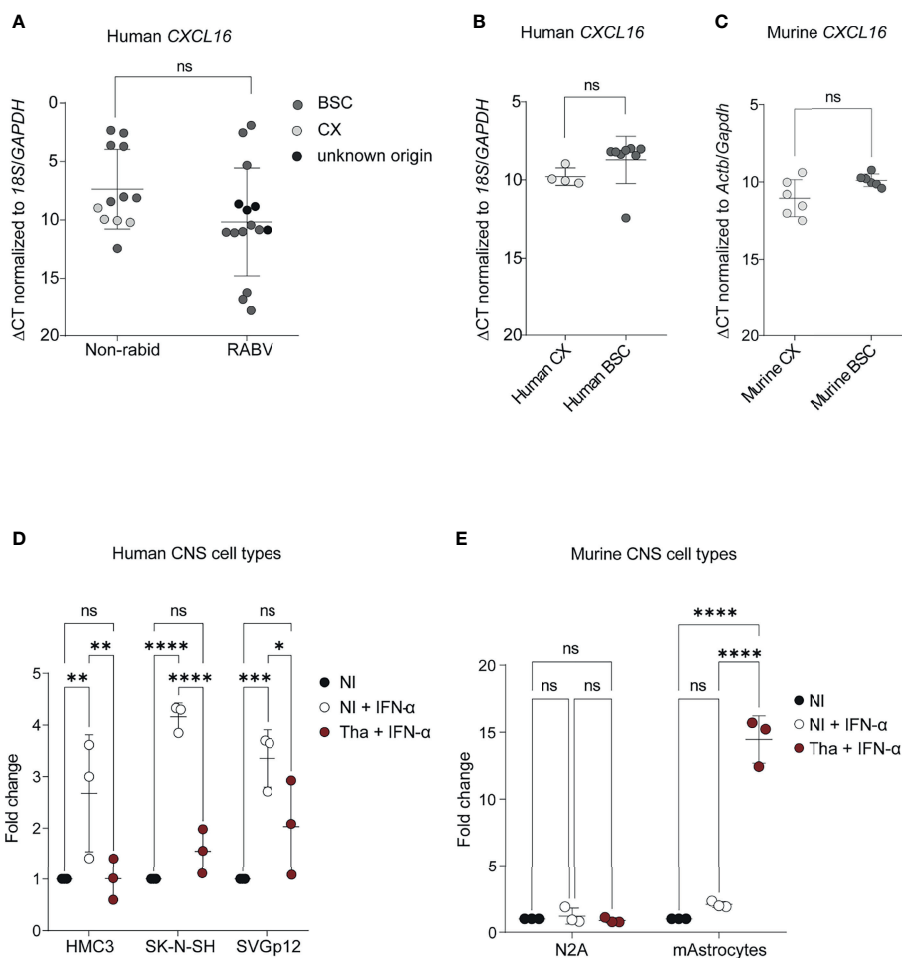 A
Human CXCL16
ns
ΔCT normalized to 18S/GAPDH
0
5
10
15
20
Non-rabid
RABV
BSC
CX
unknown origin
B
Human CXCL16
ns
ΔCT normalized to 18S/GAPDH
5
10
15
20
Human CX
Human BSC
C
Murine CXCL16
ns
ΔCT normalized to Actb/Gapdh
5
10
15
20
Murine CX
Murine BSC
D
Human CNS cell types
ns
ns
ns
** ** **** **** *** *
Fold change
5
4
3
2
1
0
HMC3
SK-N-SH
SVGp12
NI
NI + IFN-α
Tha + IFN-α
E
Murine CNS cell types
ns
ns
ns
****
ns
****
Fold change
20
15
10
5
0
N2A
mAstrocytes
NI
NI + IFN-α
Tha + IFN-α